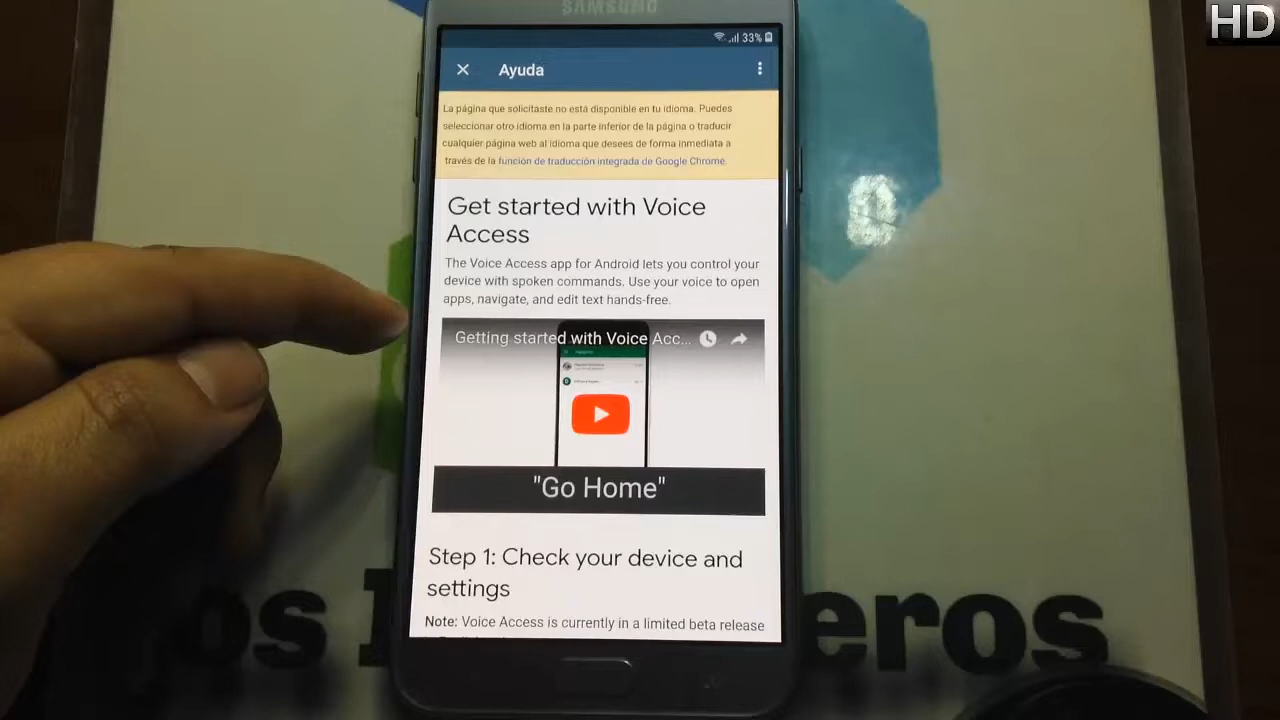 HD
SAMSUNG
33%
Ayuda
La página que solicitaste no está disponible en tu idioma. Puedes
seleccionar otro idioma en la parte inferior de la página o traducir
cualquier página web al idioma que desees de forma inmediata a
través de la función de traducción integrada de Google Chrome.
Get started with Voice
Access
The Voice Access app for Android lets you control your
device with spoken commands. Use your voice to open
apps, navigate, and edit text hands-free.
Getting started with Voice Acc...
"Go Home"
Step 1: Check your device and
settings
Note: Voice Access is currently in a limited beta release
os
eros